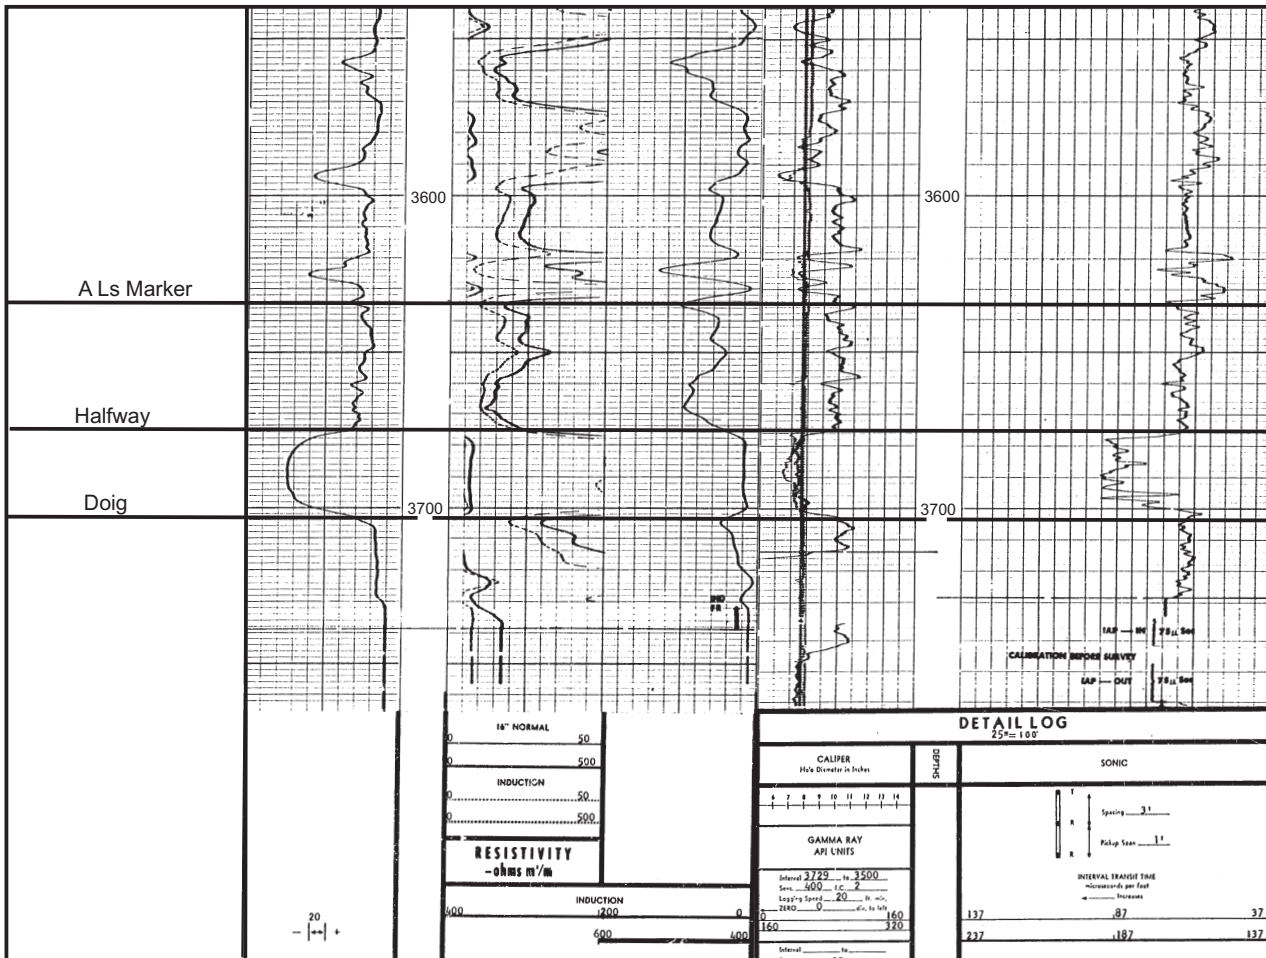 3600
3600
A Ls Marker
Halfway
Doig
3700
3700
IND
FR
CALIBRATION BEFORE SURVEY
16" NORMAL
0 50
0 500
INDUCTION
0 50
0 500
RESISTIVITY
-ohms m²/m
INDUCTION
400 200 0
600 400
20
- +
DETAIL LOG
25"= 100'
CALIPER
Hole Diameter in Inches
6 7 8 9 10 11 12 13 14
DEPTHS
SONIC
T
R
R
Spacing 3'
Pickup Span 1'
GAMMA RAY
API UNITS
Interval 3729 to 3500
Sens. 400 T.C. 2
Logging Speed 20 ft. min.
ZERO 0 div. to left
0 160
160 320
Interval to
INTERVAL TRANSIT TIME
microseconds per foot
Increases
137 87 37
237 187 137